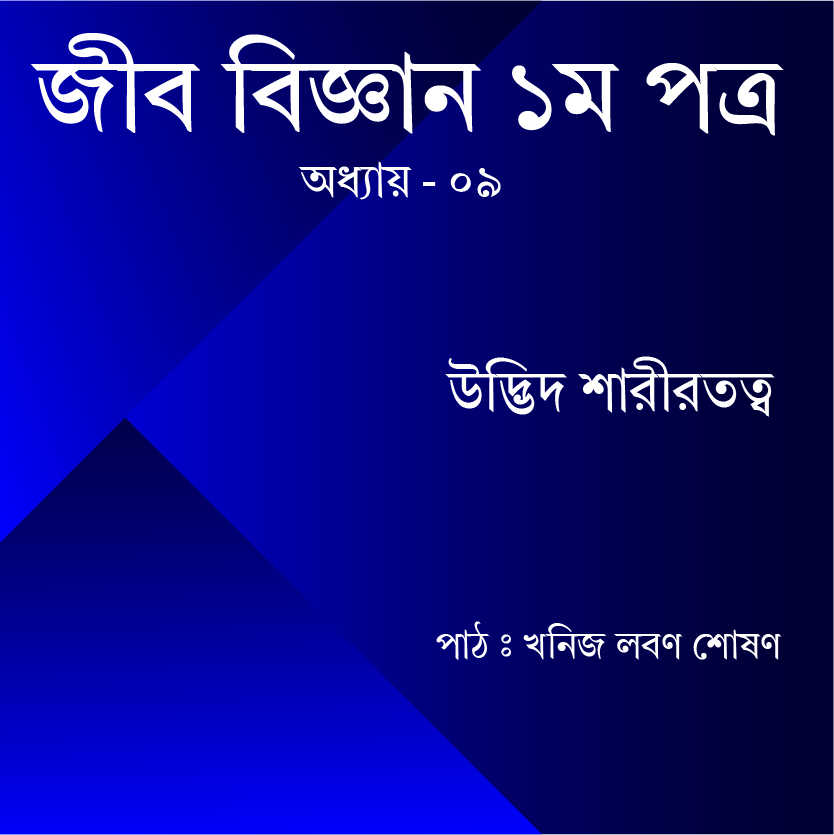 জীব বিজ্ঞান ১ম পত্র
অধ্যায় - ০৯
উদ্ভিদ শারীরতত্ব
পাঠ ঃ খনিজ লবণ শোষণ